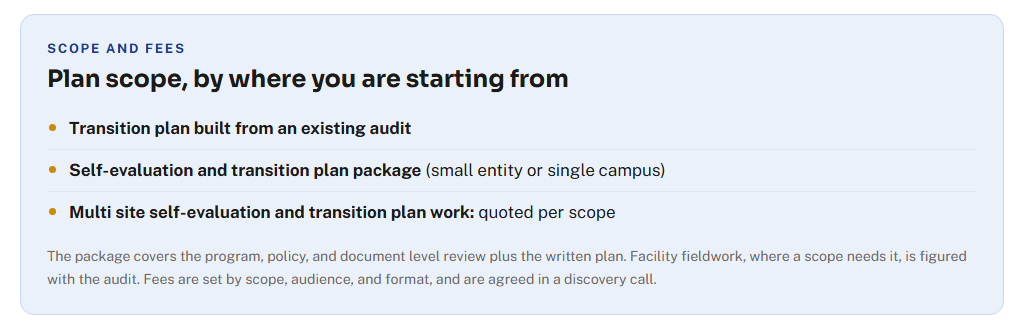 SCOPE AND FEES
Plan scope, by where you are starting from
Transition plan built from an existing audit
Self-evaluation and transition plan package (small entity or single campus)
Multi site self-evaluation and transition plan work: quoted per scope
The package covers the program, policy, and document level review plus the written plan. Facility fieldwork, where a scope needs it, is figured
with the audit. Fees are set by scope, audience, and format, and are agreed in a discovery call.